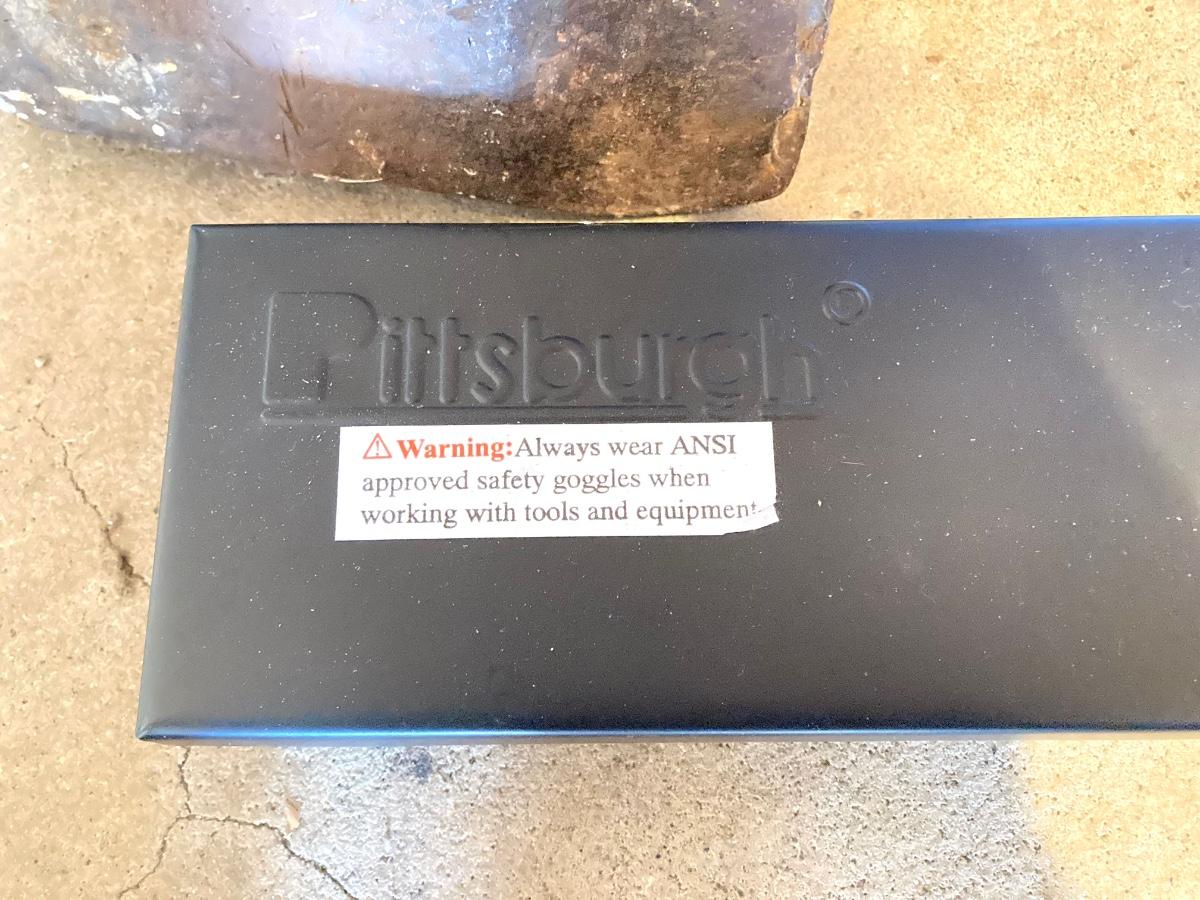 Pittsburgh®
⚠Warning:Always wear ANSI
approved safety goggles when
working with tools and equipment.